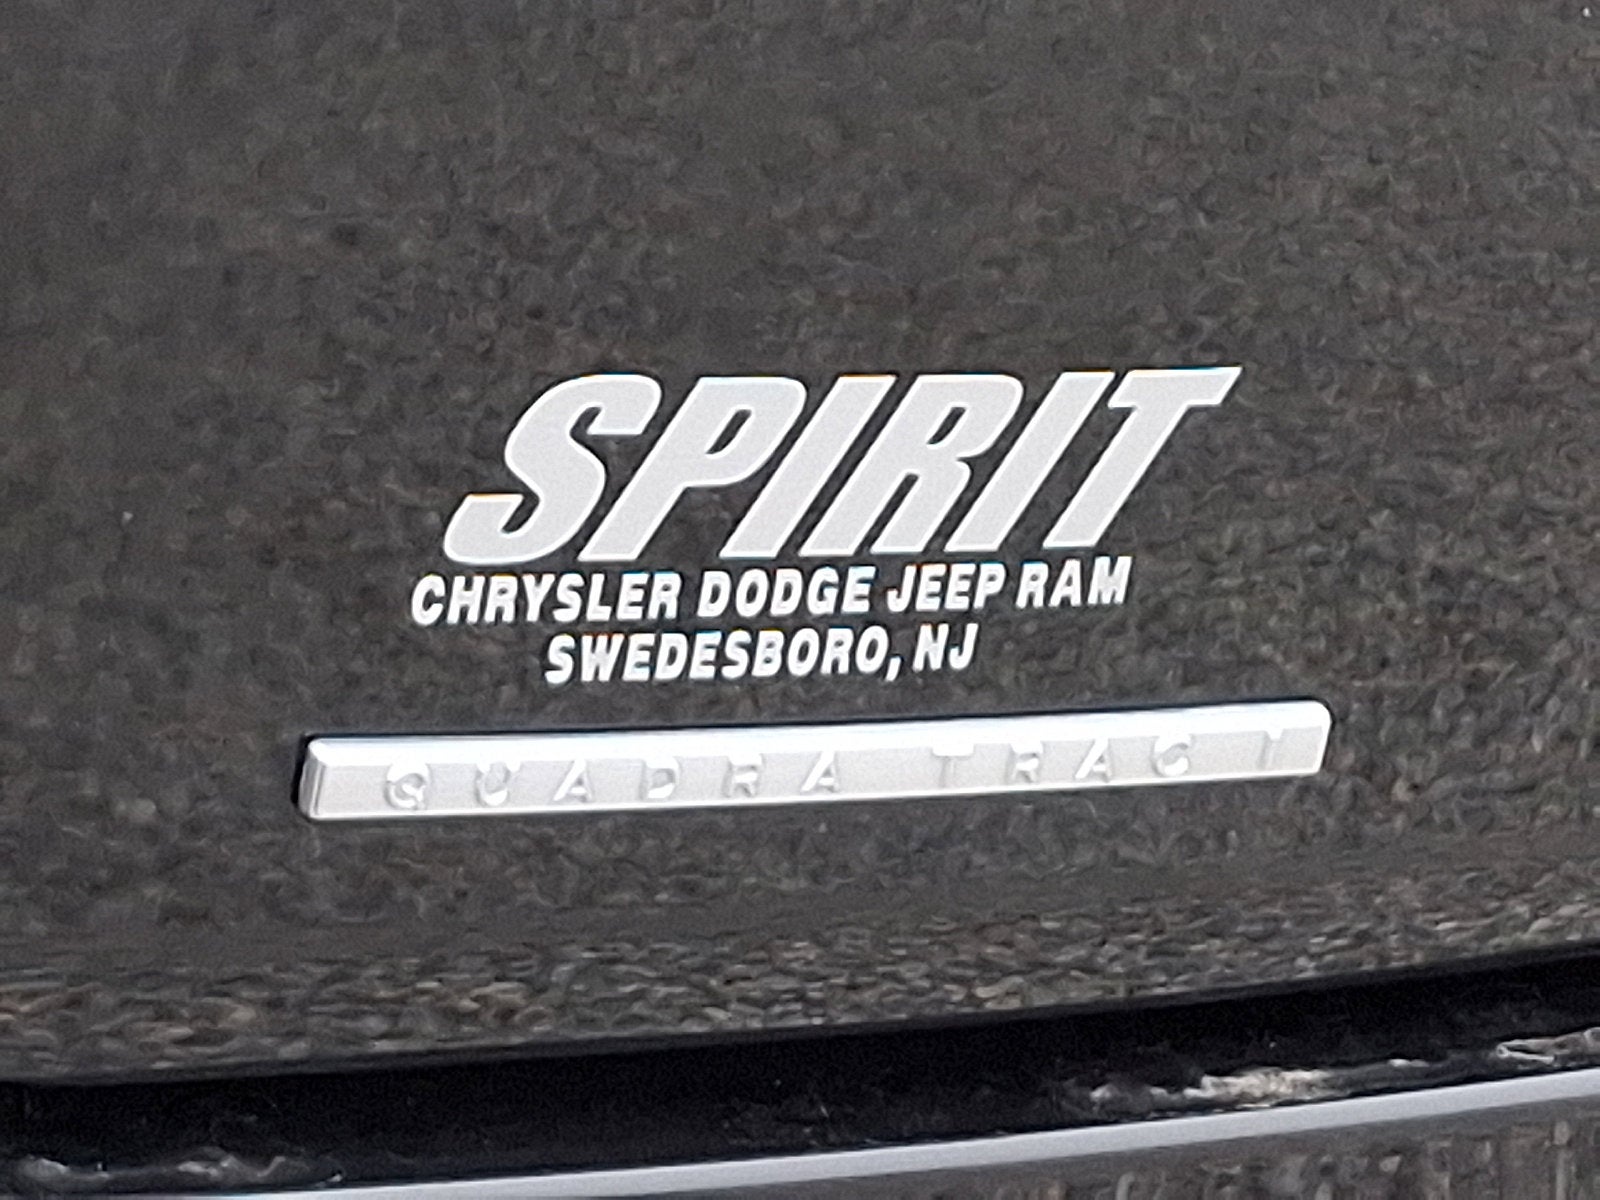 SPIRIT
CHRYSLER DODGE JEEP RAM
SWEDESBORO, NJ
QUADRA TRAC I